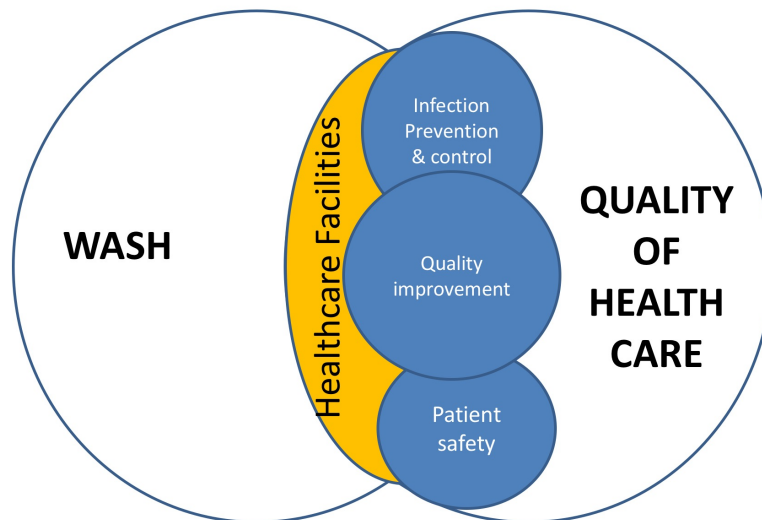 WASH
Healthcare Facilities
Infection
Prevention
& control
Quality
improvement
Patient
safety
QUALITY
OF
HEALTH
CARE